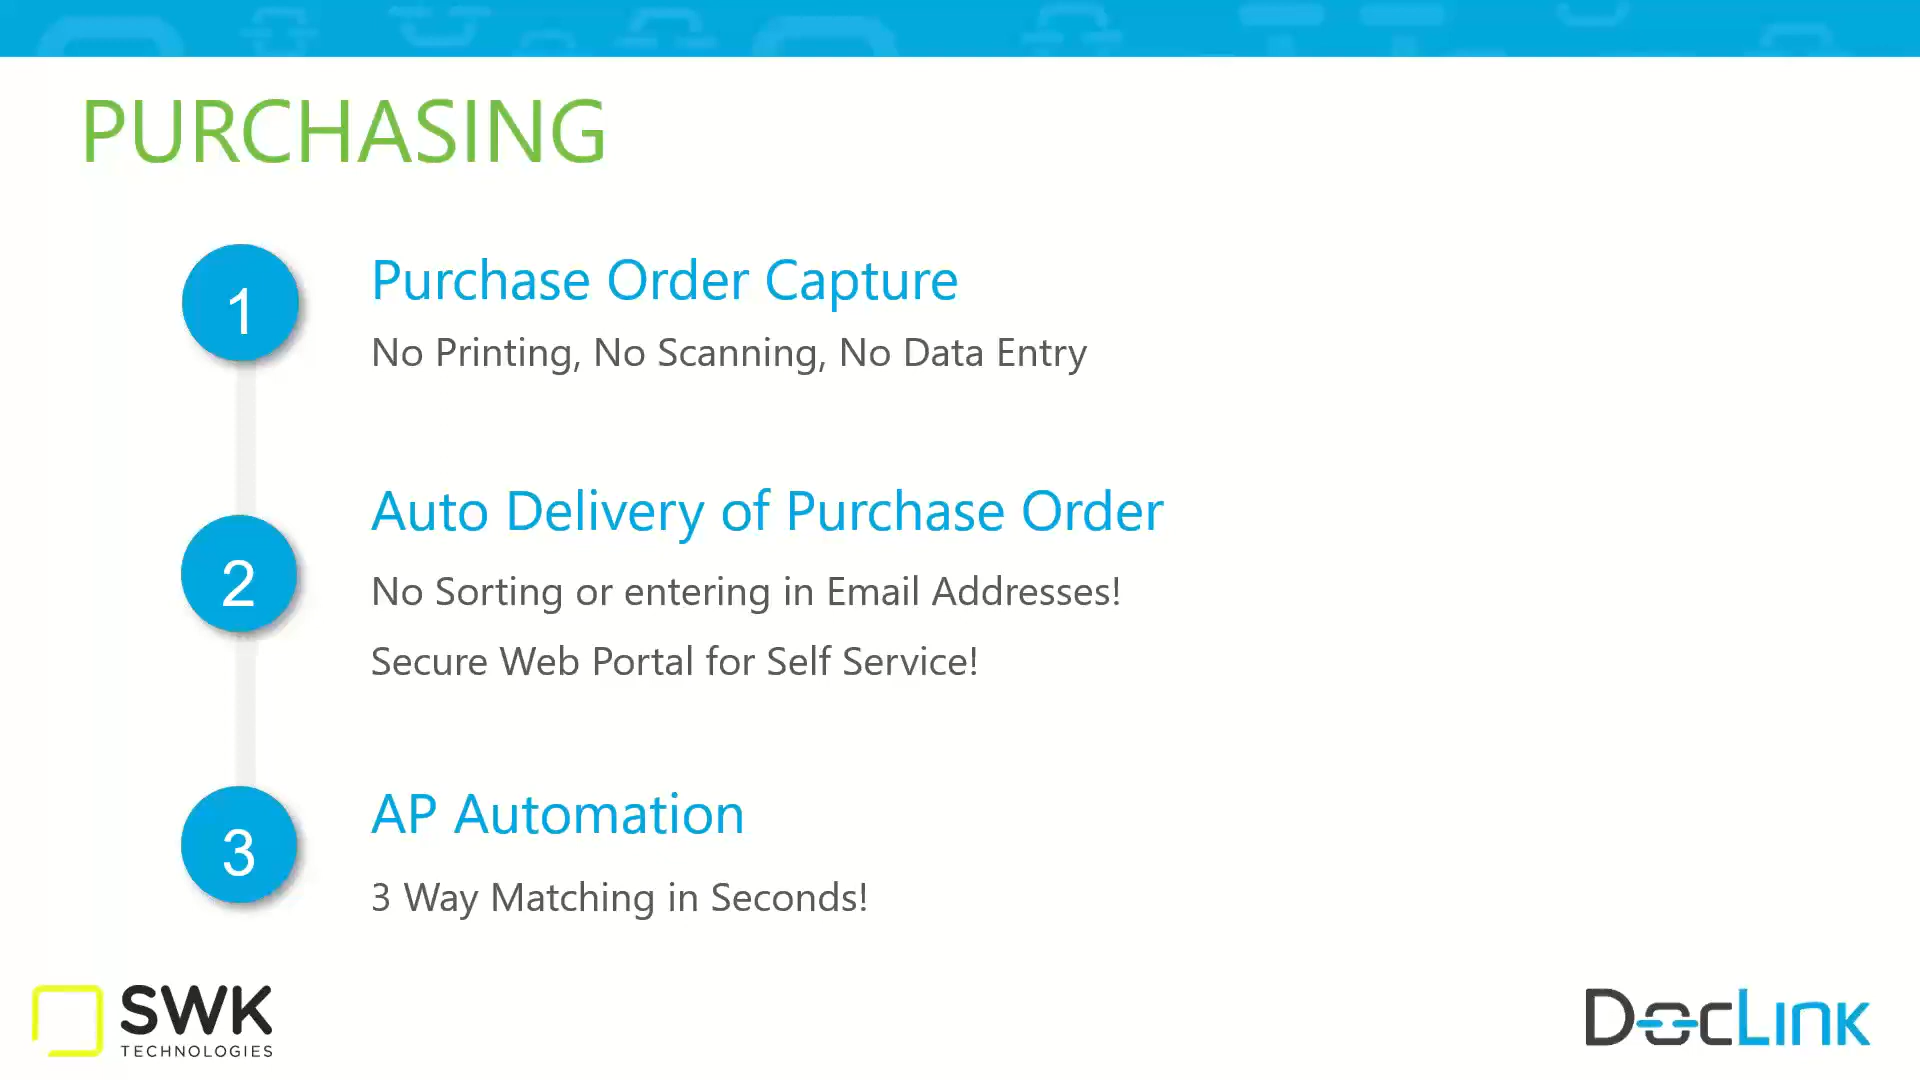 PURCHASING
1
Purchase Order Capture
No Printing, No Scanning, No Data Entry
2
Auto Delivery of Purchase Order
No Sorting or entering in Email Addresses!
Secure Web Portal for Self Service!
3
AP Automation
3 Way Matching in Seconds!
SWK
TECHNOLOGIES
DocLink